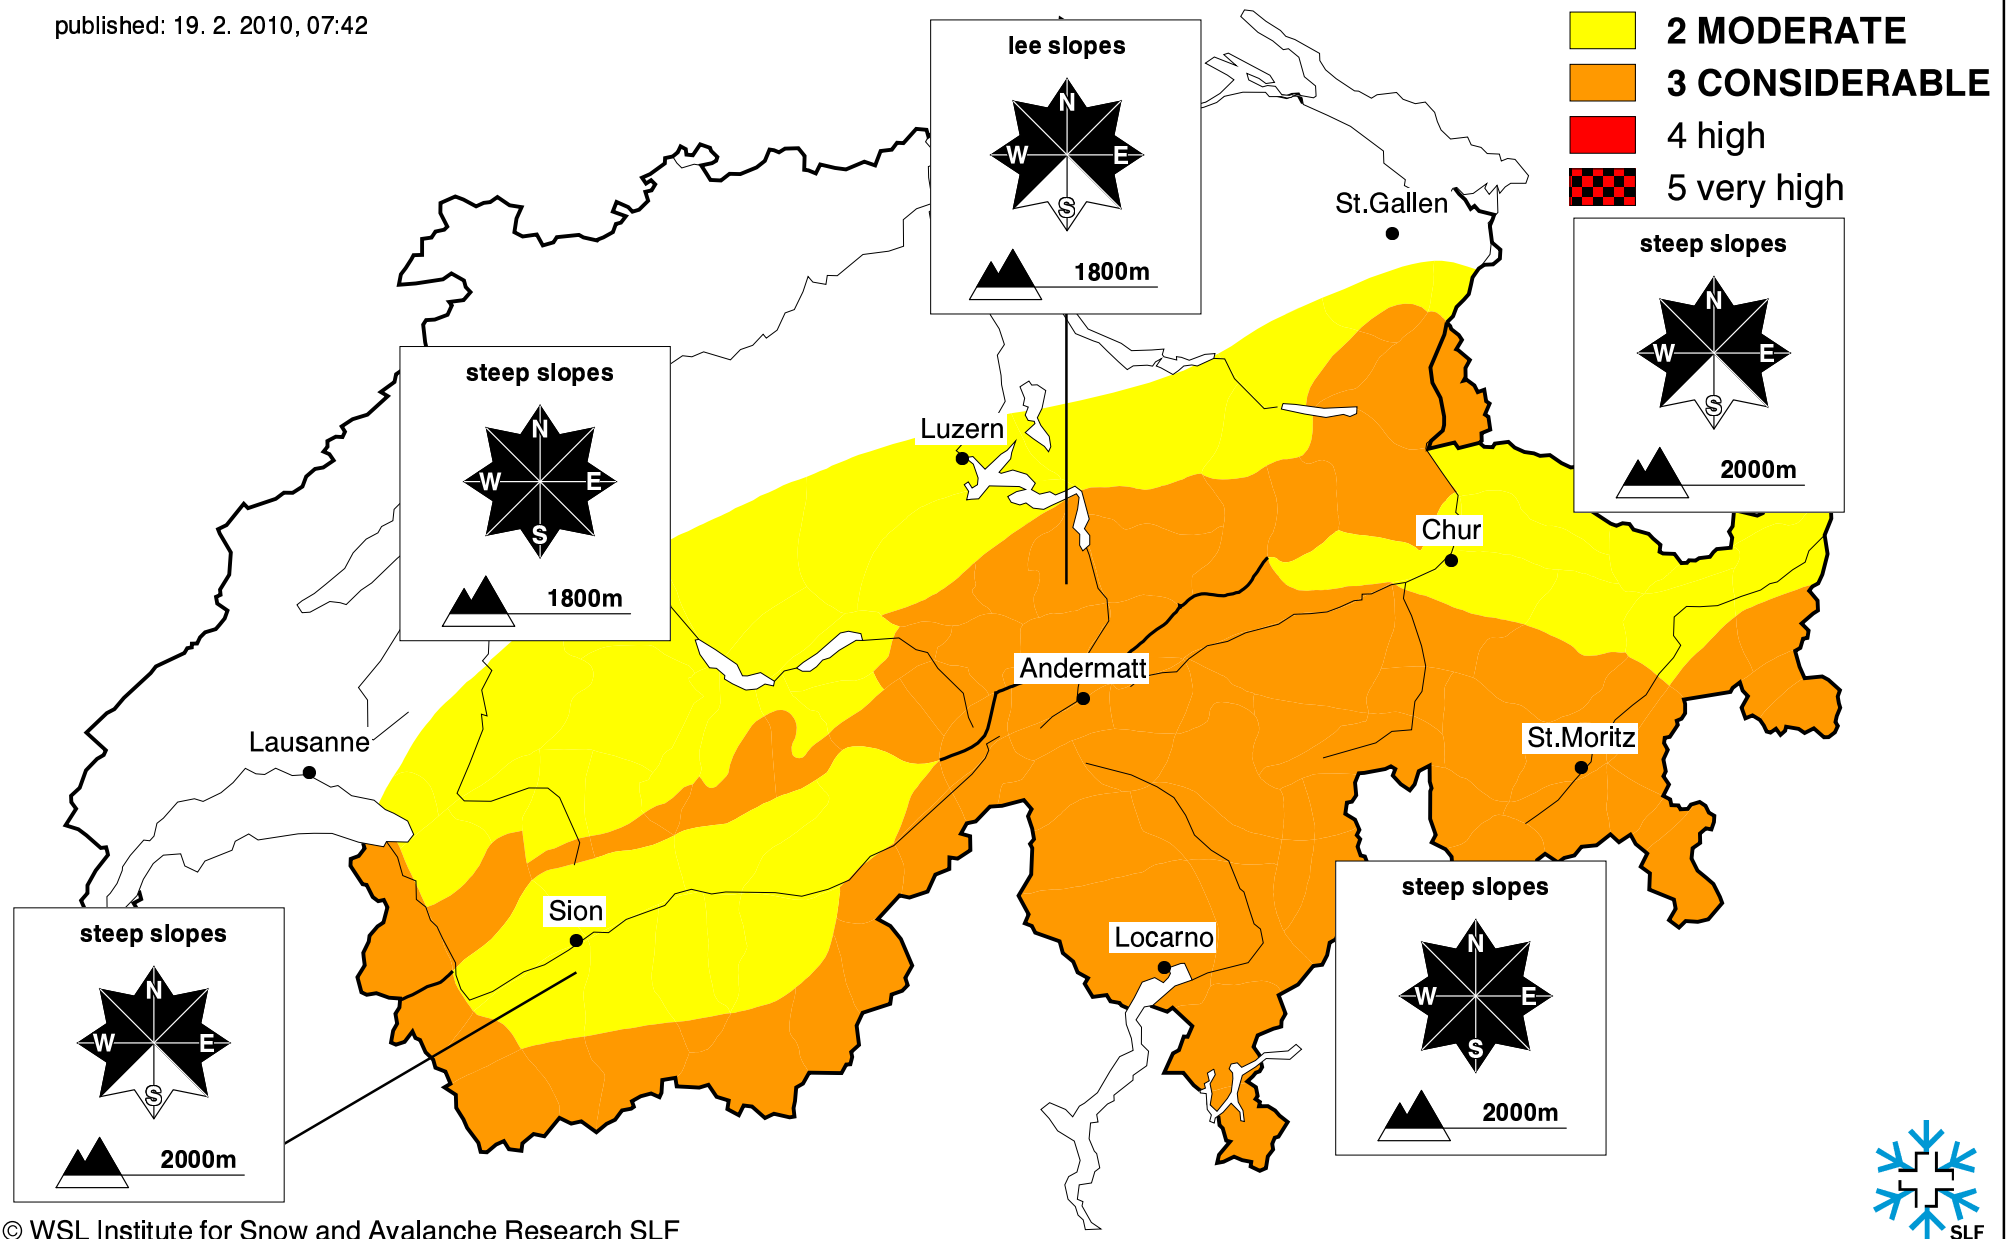 published: 19. 2. 2010, 07:42
2 MODERATE
3 CONSIDERABLE
4 high
5 very high
lee slopes
N
W E
S
1800m
St.Gallen
steep slopes
N
W E
S
2000m
steep slopes
N
W E
S
1800m
Luzern
Chur
Andermatt
Lausanne
St.Moritz
Sion
Locarno
steep slopes
N
W E
S
2000m
steep slopes
N
W E
S
2000m
© WSL Institute for Snow and Avalanche Research SLF
SLF